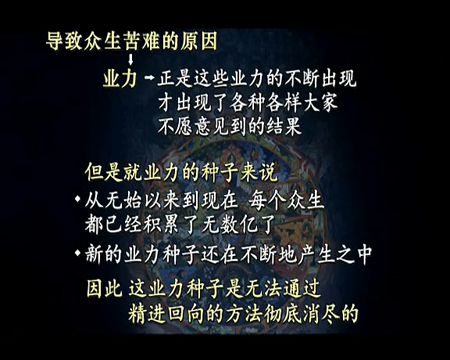 导致众生苦难的原因
↓
业力→正是这些业力的不断出现
才出现了各种各样大家
不愿意见到的结果
但是就业力的种子来说
•从无始以来到现在 每个众生
都已经积累了无数亿了
•新的业力种子还在不断地产生之中
因此 这业力种子是无法通过
精进回向的方法彻底消尽的